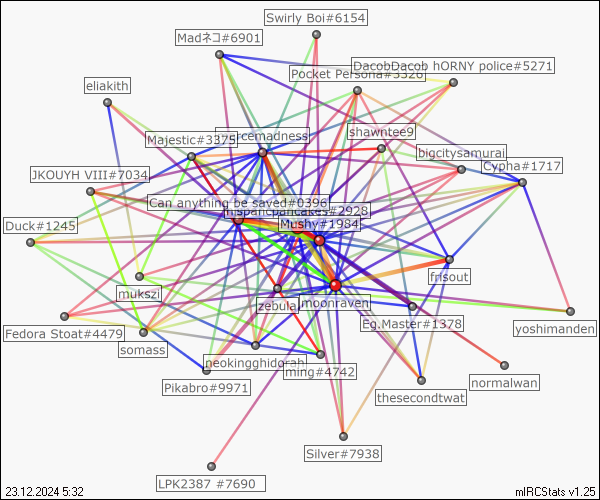 Swirly Boi#6154
Madネコ#6901
DacobDacob hORNY police#5271
Pocket Persona#3326
eliakith
shawntee9
Majestic#3375
rcemadness
bigcitysamurai
Cypha#1717
JKOUYH VIII#7034
Can anything be saved#0396
hispanicpancakes#2928
Duck#1245
Mushy#1984
frisout
mukszi
zebula
moonraven
Eg.Master#1378
yoshimanden
Fedora Stoat#4479
somass
neokingghidorah
ming#4742
Pikabro#9971
normalwan
thesecondtwat
Silver#7938
LPK2387 #7690
23.12.2024 5:32
mIRCStats v1.25